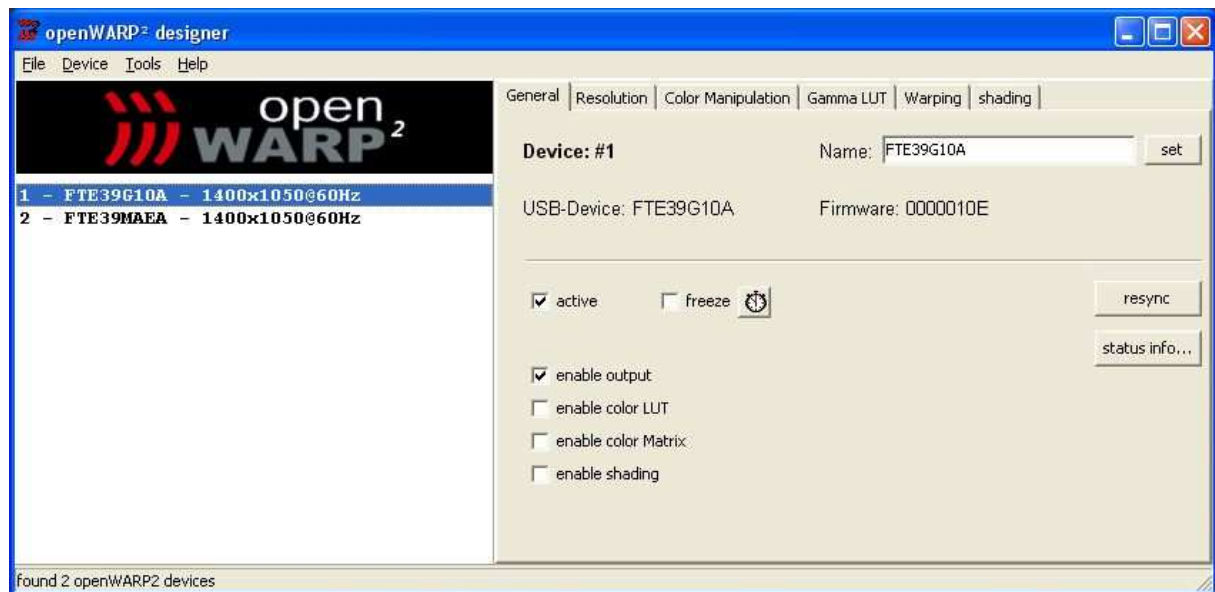 openWARP² designer
File Device Tools Help
open
WARP²
1 - FTE39G10A - 1400x1050@60Hz
2 - FTE39MAEA - 1400x1050@60Hz
General Resolution Color Manipulation Gamma LUT Warping shading
Device: #1 Name: FTE39G10A set
USB-Device: FTE39G10A Firmware: 0000010E
active freeze resync
status info...
enable output
enable color LUT
enable color Matrix
enable shading
found 2 openWARP2 devices